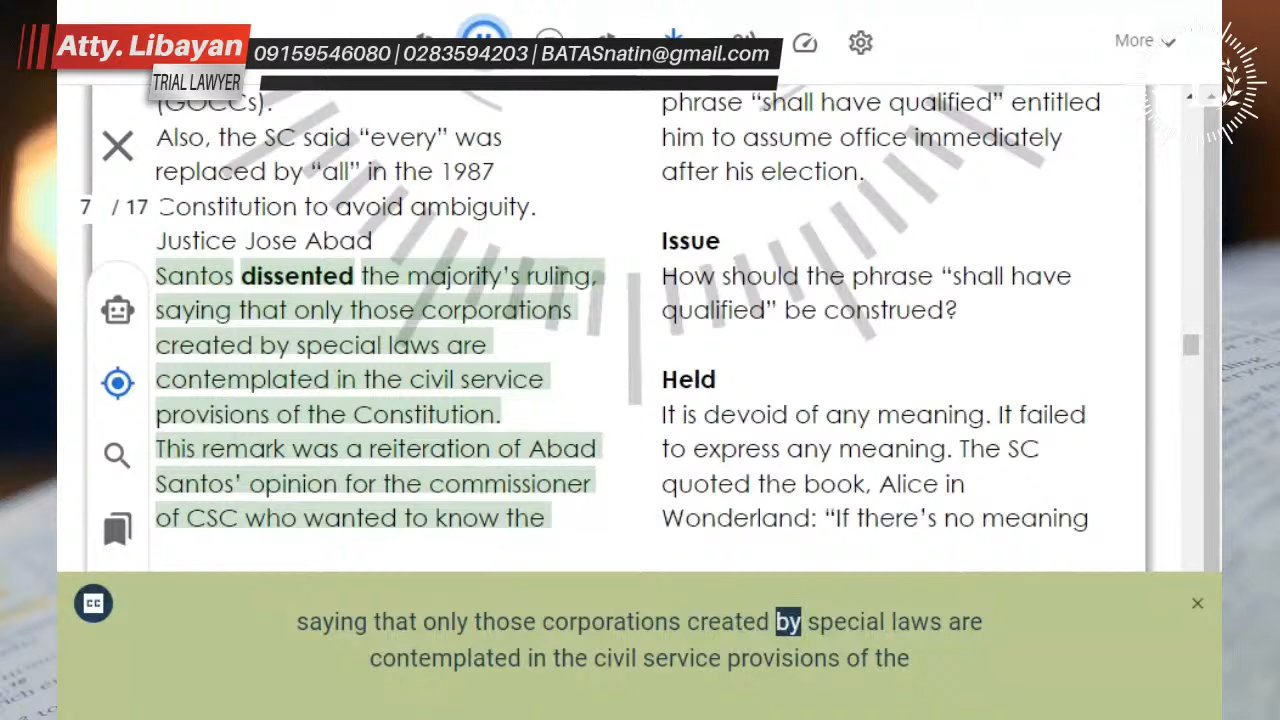 Atty. Libayan
TRIAL LAWYER
09159546080 | 0283594203 | BATASnatin@gmail.com
More
7 / 17
(GOCCs).
Also, the SC said “every” was
replaced by “all” in the 1987
Constitution to avoid ambiguity.
Justice Jose Abad
Santos dissented the majority’s ruling,
saying that only those corporations
created by special laws are
contemplated in the civil service
provisions of the Constitution.
This remark was a reiteration of Abad
Santos’ opinion for the commissioner
of CSC who wanted to know the
phrase “shall have qualified” entitled
him to assume office immediately
after his election.
Issue
How should the phrase “shall have
qualified” be construed?
Held
It is devoid of any meaning. It failed
to express any meaning. The SC
quoted the book, Alice in
Wonderland: “If there’s no meaning
CC
saying that only those corporations created by special laws are
contemplated in the civil service provisions of the